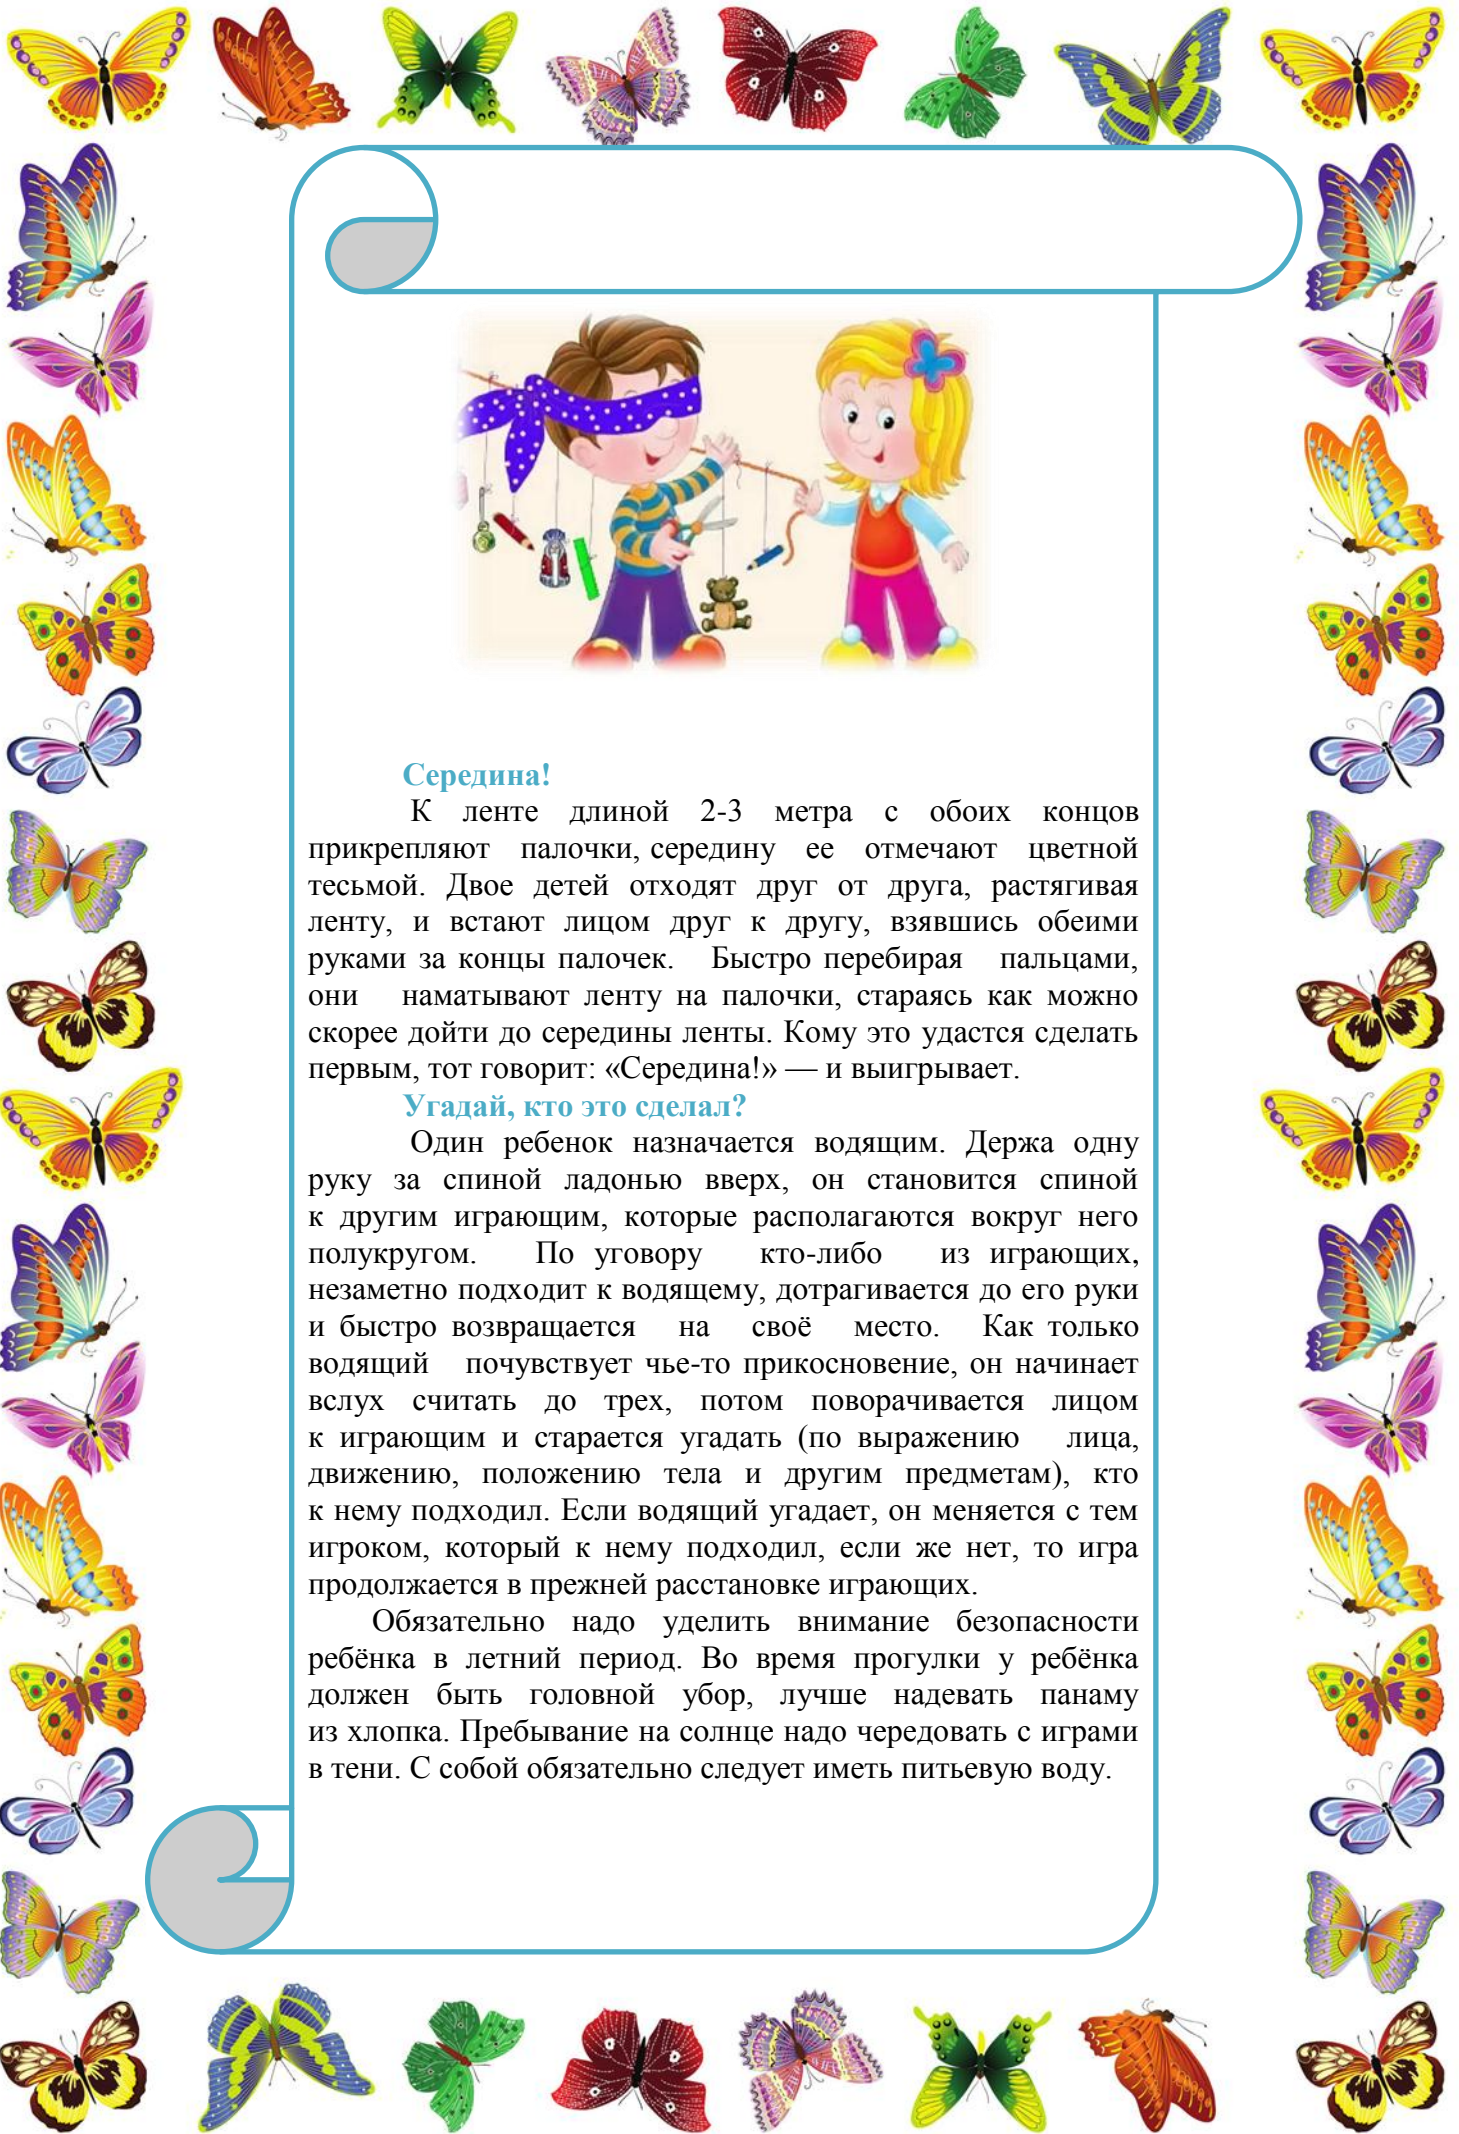 Середина!
К ленте длиной 2-3 метра с обоих концов
прикрепляют палочки, середину ее отмечают цветной
тесьмой. Двое детей отходят друг от друга, растягивая
ленту, и встают лицом друг к другу, взявшись обеими
руками за концы палочек. Быстро перебирая пальцами,
они наматывают ленту на палочки, стараясь как можно
скорее дойти до середины ленты. Кому это удастся сделать
первым, тот говорит: «Середина!» — и выигрывает.
Угадай, кто это сделал?
Один ребенок назначается водящим. Держа одну
руку за спиной ладонью вверх, он становится спиной
к другим играющим, которые располагаются вокруг него
полукругом. По уговору кто-либо из играющих,
незаметно подходит к водящему, дотрагивается до его руки
и быстро возвращается на своё место. Как только
водящий почувствует чье-то прикосновение, он начинает
вслух считать до трех, потом поворачивается лицом
к играющим и старается угадать (по выражению лица,
движению, положению тела и другим предметам), кто
к нему подходил. Если водящий угадает, он меняется с тем
игроком, который к нему подходил, если же нет, то игра
продолжается в прежней расстановке играющих.
Обязательно надо уделить внимание безопасности
ребёнка в летний период. Во время прогулки у ребёнка
должен быть головной убор, лучше надевать панаму
из хлопка. Пребывание на солнце надо чередовать с играми
в тени. С собой обязательно следует иметь питьевую воду.